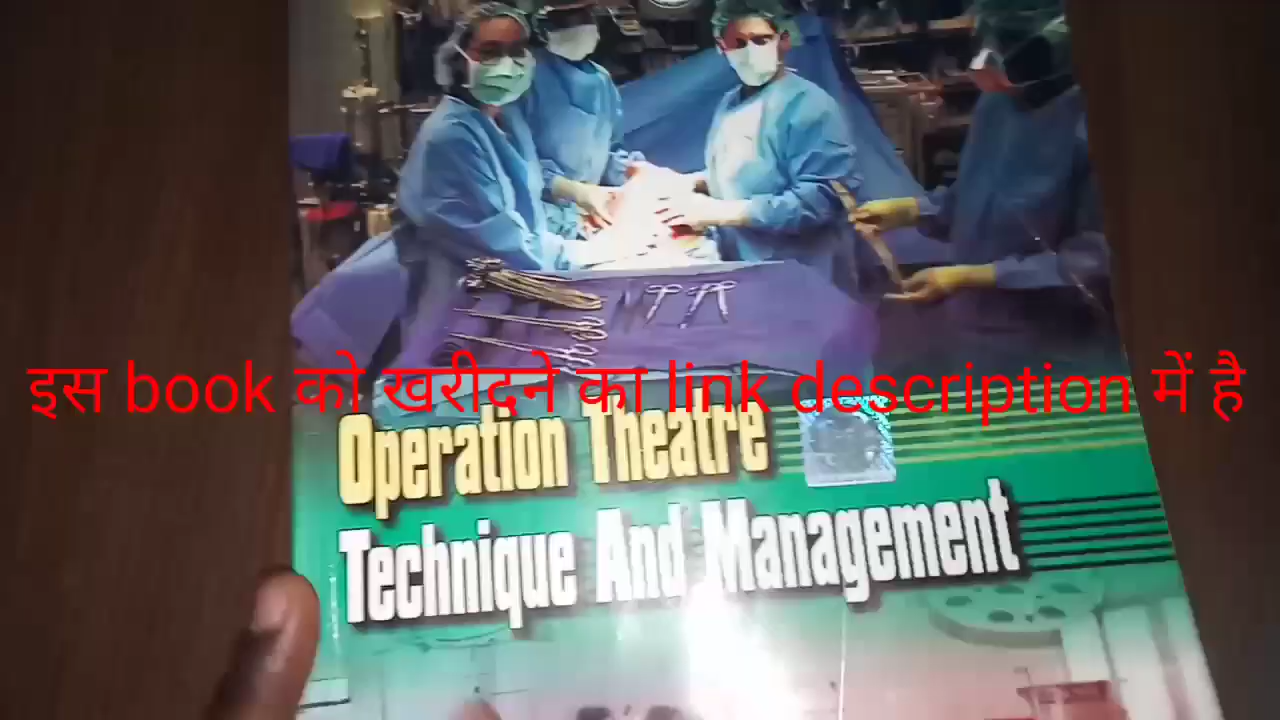 इस book को खरीदने का link description में है
Operation Theatre
Technique And Management